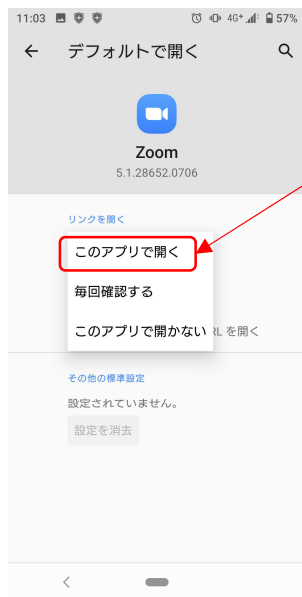 11:03 4G+ 57%
デフォルトで開く
Zoom
5.1.28652.0706
リンクを開く
このアプリで開く
毎回確認する
このアプリで開かない
RL を開く
その他の標準設定
設定されていません。
設定を消去